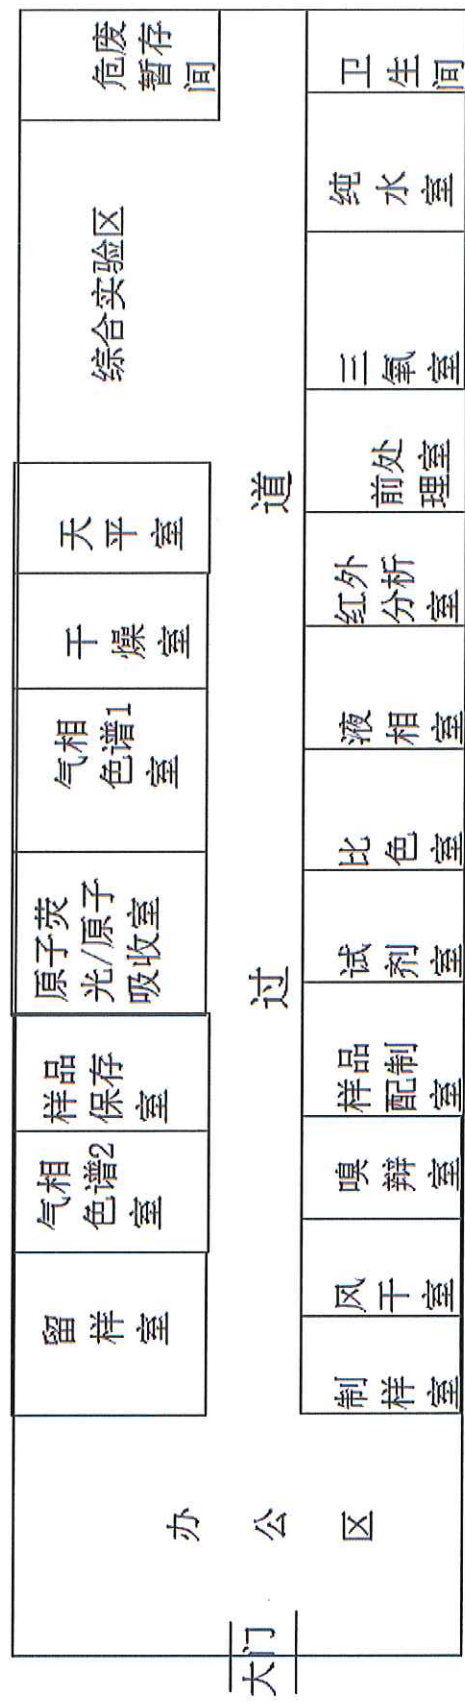 危废
暂存
间
综合实验区
天
平
室
干
燥
室
气相
色谱1
室
原子荧
光/原子
吸收室
样品
保存
室
气相
色谱2
室
留
样
室
过
道
卫
生
间
纯
水
室
三
氧
室
前处
理室
红外
分析
室
液
相
室
比
色
室
试
剂
室
样品
配制
室
嗅
辩
室
风
干
室
制
样
室
办
公
区
大门